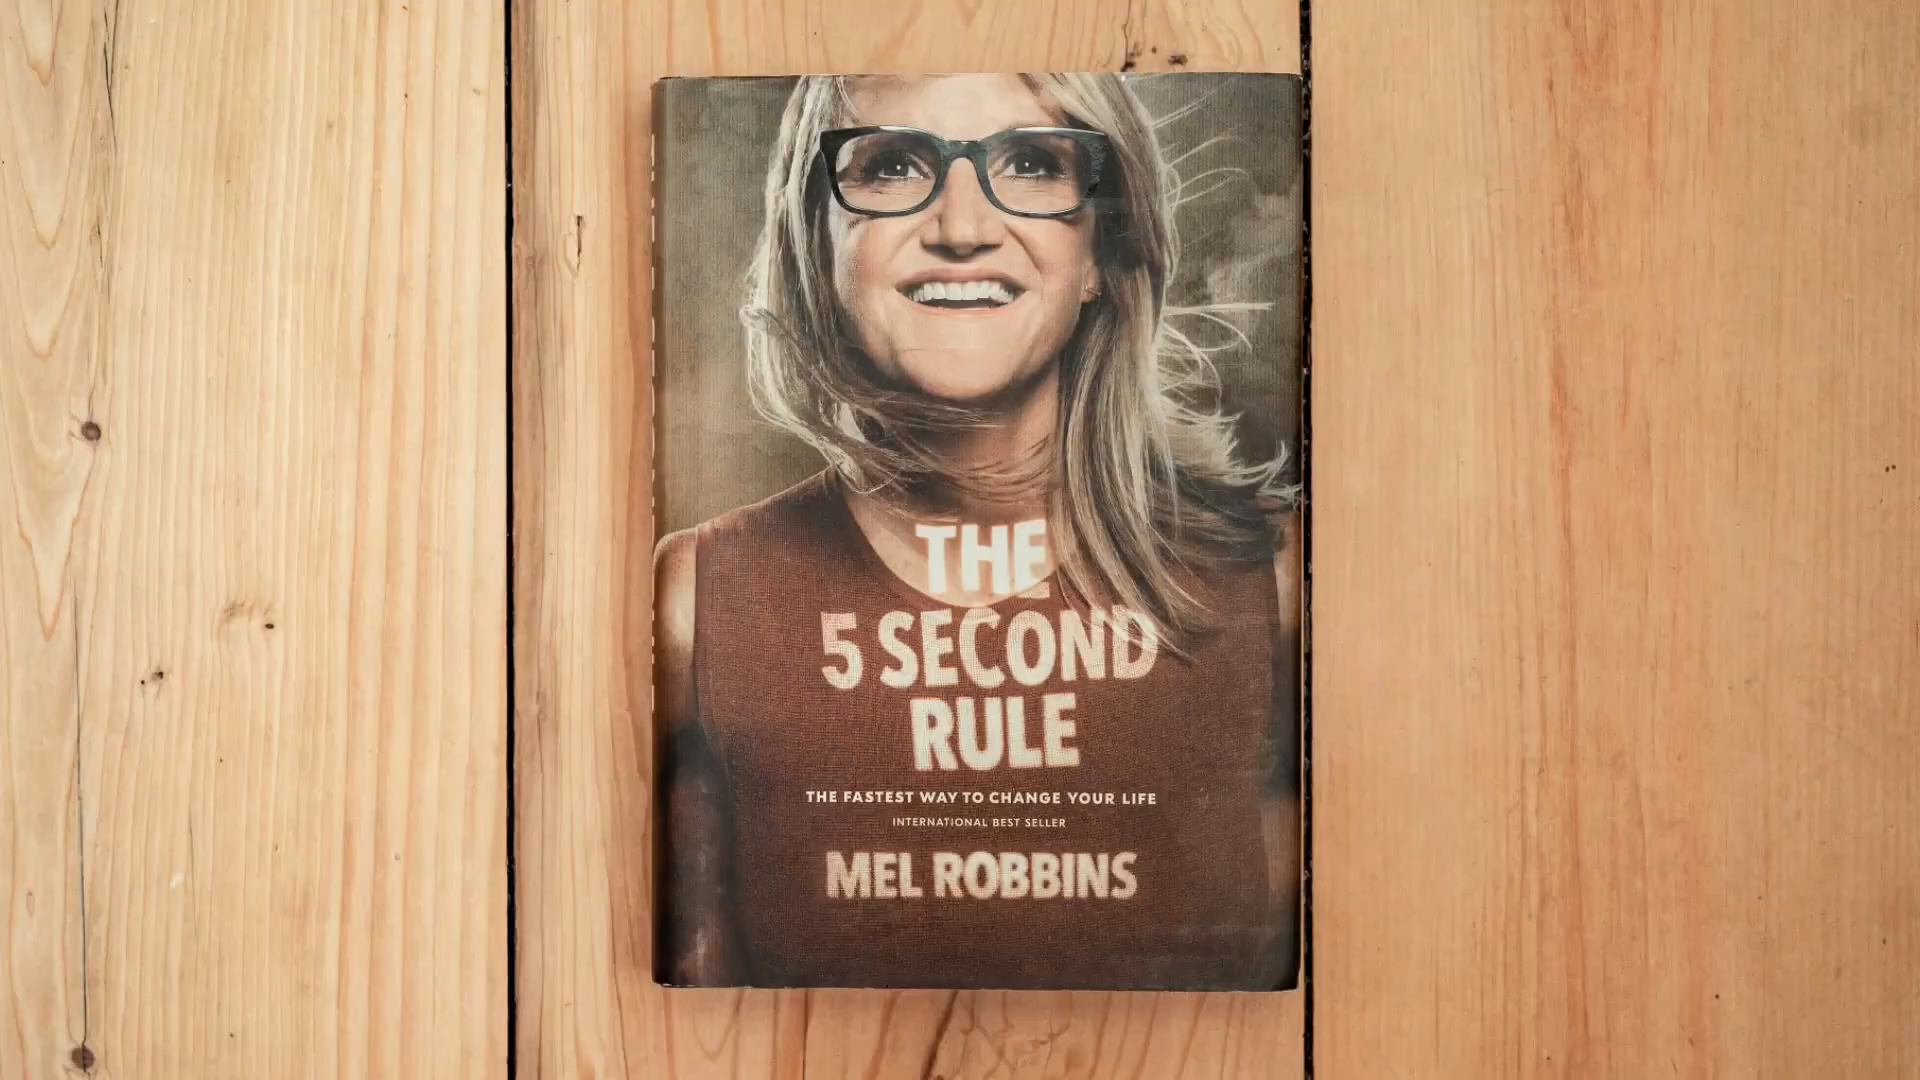 THE
5 SECOND
RULE
THE FASTEST WAY TO CHANGE YOUR LIFE
INTERNATIONAL BEST SELLER
MEL ROBBINS